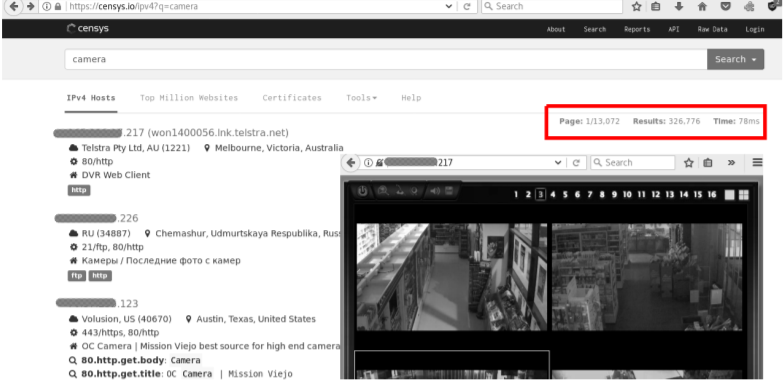 https://censys.io/ipv4?q=camera
Search
censys
About Search Reports API Raw Data Login
camera
Search
IPv4 Hosts Top Million Websites Certificates Tools Help
Page: 1/13,072 Results: 326,776 Time: 78ms
.217 (won1400056.lnk.telstra.net)
Telstra Pty Ltd, AU (1221) Melbourne, Victoria, Australia
80/http
DVR Web Client
http
217
Search
1 2 3 4 5 6 7 8 9 10 11 12 13 14 15 16
.226
RU (34887) Chemashur, Udmurtskaya Respublika, Russ
21/ftp, 80/http
Камеры / Последние фото с камер
ftp http
.123
Volusion, US (40670) Austin, Texas, United States
443/https, 80/http
OC Camera | Mission Viejo best source for high end camera
80.http.get.body: Camera
80.http.get.title: OC Camera | Mission Viejo